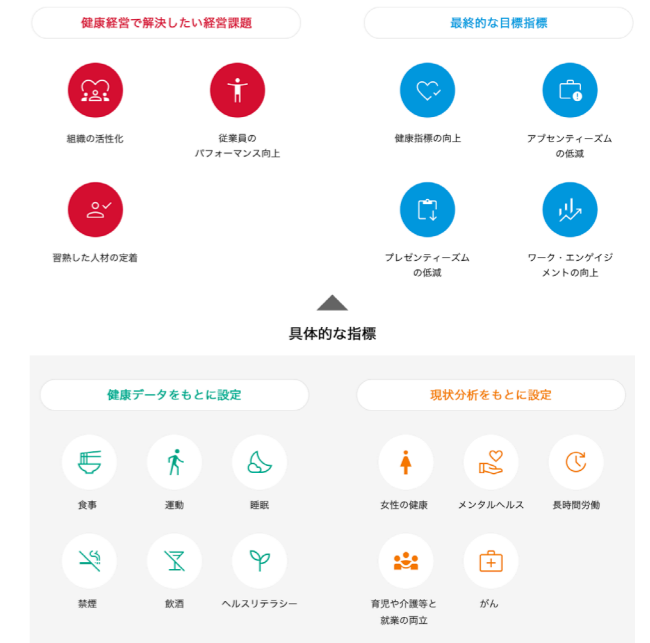 健康経営で解決したい経営課題
最終的な目標指標
組織の活性化
従業員の
パフォーマンス向上
健康指標の向上
アブセンティーズム
の低減
習熟した人材の定着
プレゼンティーズム
の低減
ワーク・エンゲイジ
メントの向上
具体的な指標
健康データをもとに設定
現状分析をもとに設定
食事
運動
睡眠
女性の健康
メンタルヘルス
長時間労働
禁煙
飲酒
ヘルスリテラシー
育児や介護等と
就業の両立
がん